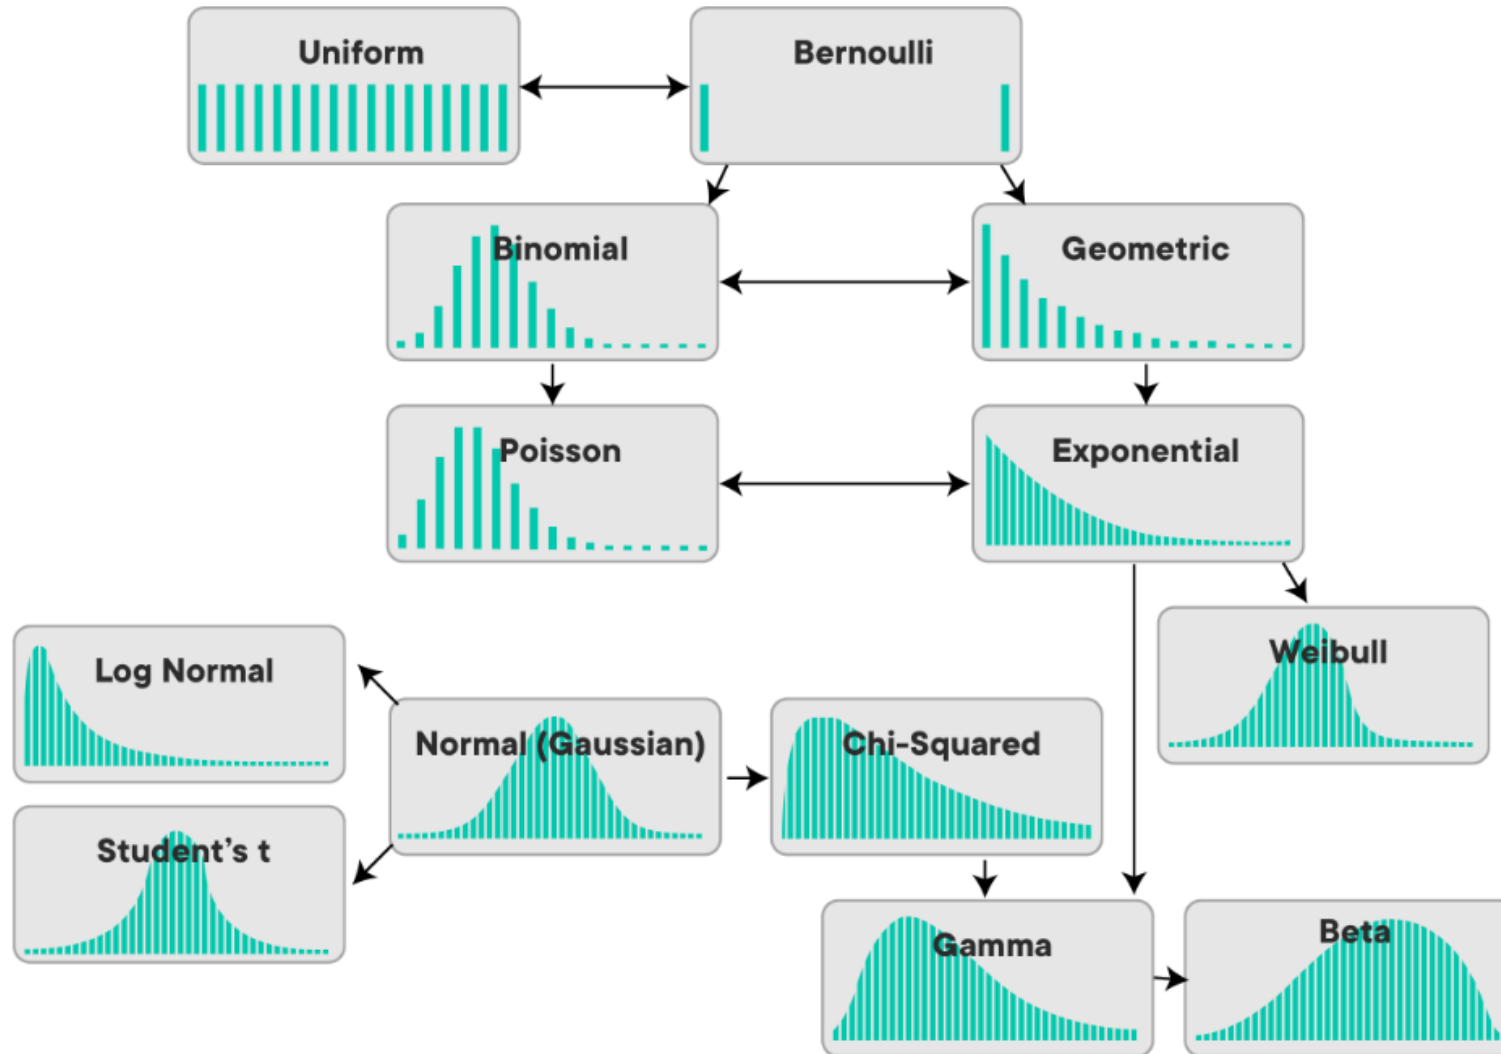 Uniform
Bernoulli
Binomial
Geometric
Poisson
Exponential
Log Normal
Weibull
Normal (Gaussian)
Chi-Squared
Student’s t
Gamma
Beta